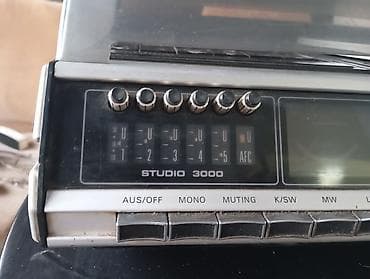 U U U U U
1 2 3 4 5 AFC
STUDIO 3000
AUS/OFF MONO MUTING K/SW MW